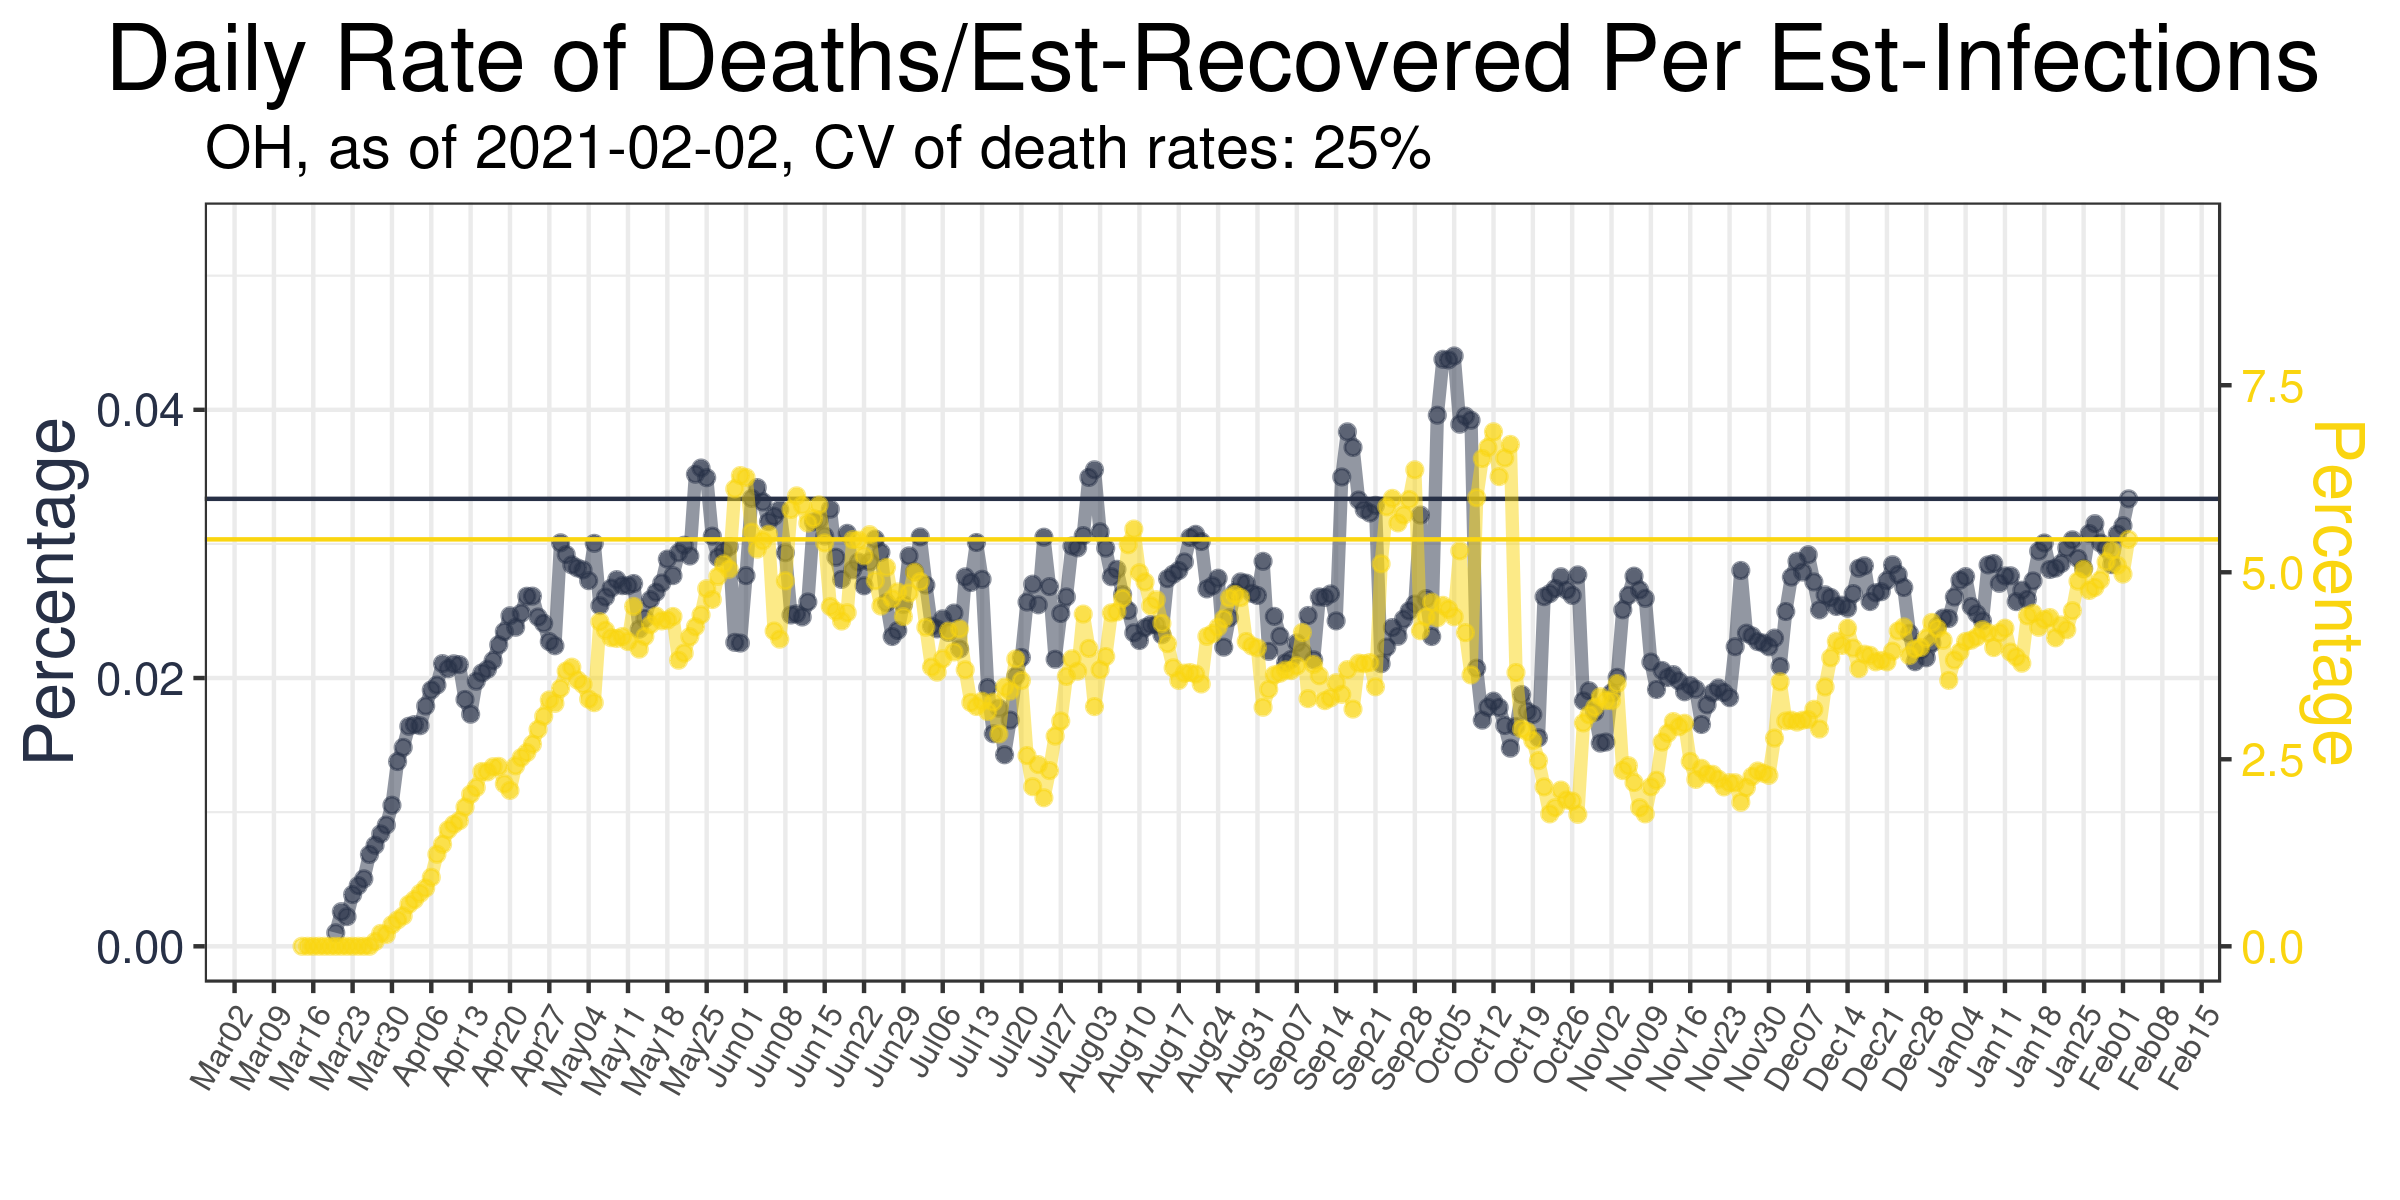 Daily Rate of Deaths/Est-Recovered Per Est-Infections
OH, as of 2021-02-02, CV of death rates: 25%
Percentage
0.04
0.02
0.00
7.5
5.0
2.5
0.0
Percentage
Mar02
Mar09
Mar16
Mar23
Mar30
Apr06
Apr13
Apr20
Apr27
May04
May11
May18
May25
Jun01
Jun08
Jun15
Jun22
Jun29
Jul06
Jul13
Jul20
Jul27
Aug03
Aug10
Aug17
Aug24
Aug31
Sep07
Sep14
Sep21
Sep28
Oct05
Oct12
Oct19
Oct26
Nov02
Nov09
Nov16
Nov23
Nov30
Dec07
Dec14
Dec21
Dec28
Jan04
Jan11
Jan18
Jan25
Feb01
Feb08
Feb15